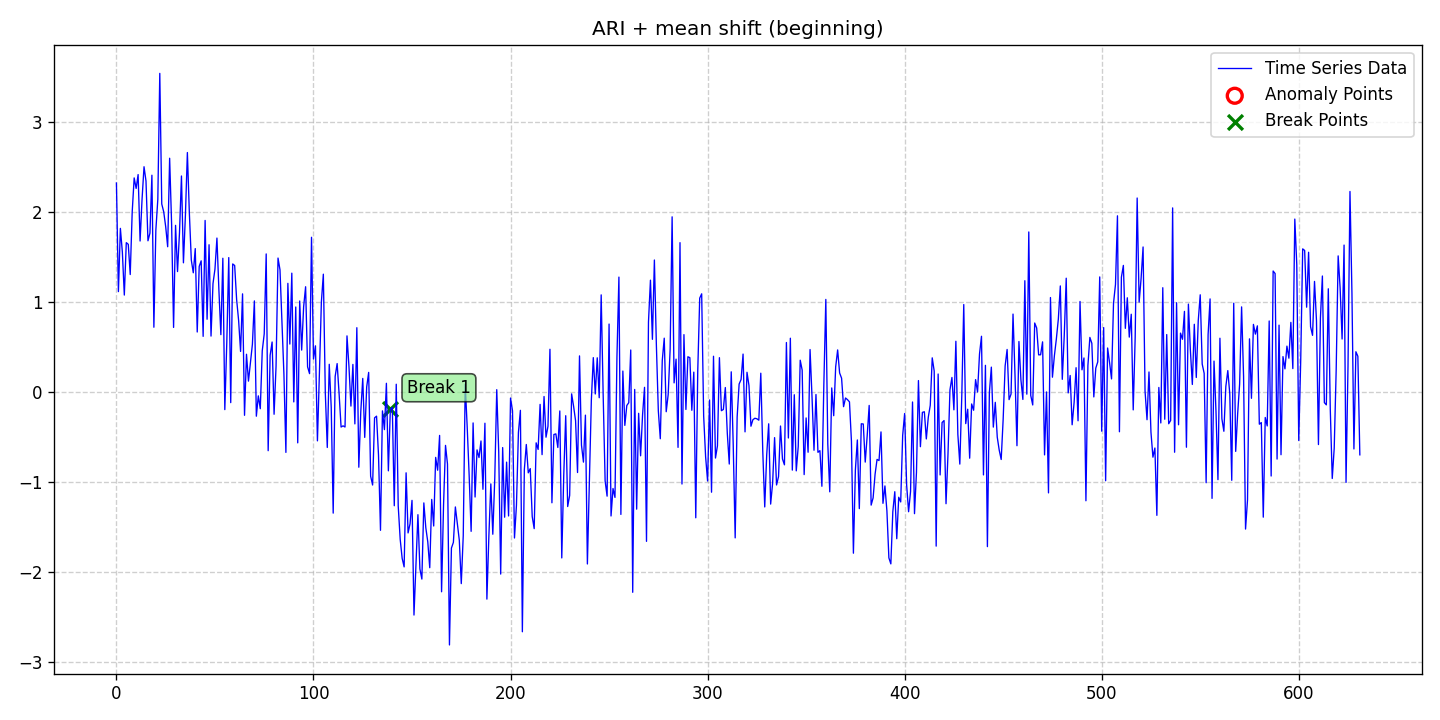 ARI + mean shift (beginning)
Time Series Data
Anomaly Points
Break Points
3
2
1
0
−1
−2
−3
Break 1
0 100 200 300 400 500 600